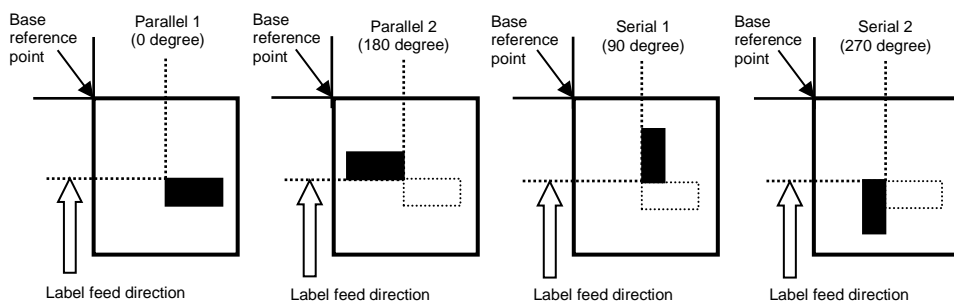 Base
reference
point
Parallel 1
(0 degree)
Label feed direction
Base
reference
point
Parallel 2
(180 degree)
Label feed direction
Base
reference
point
Serial 1
(90 degree)
Label feed direction
Base
reference
point
Serial 2
(270 degree)
Label feed direction